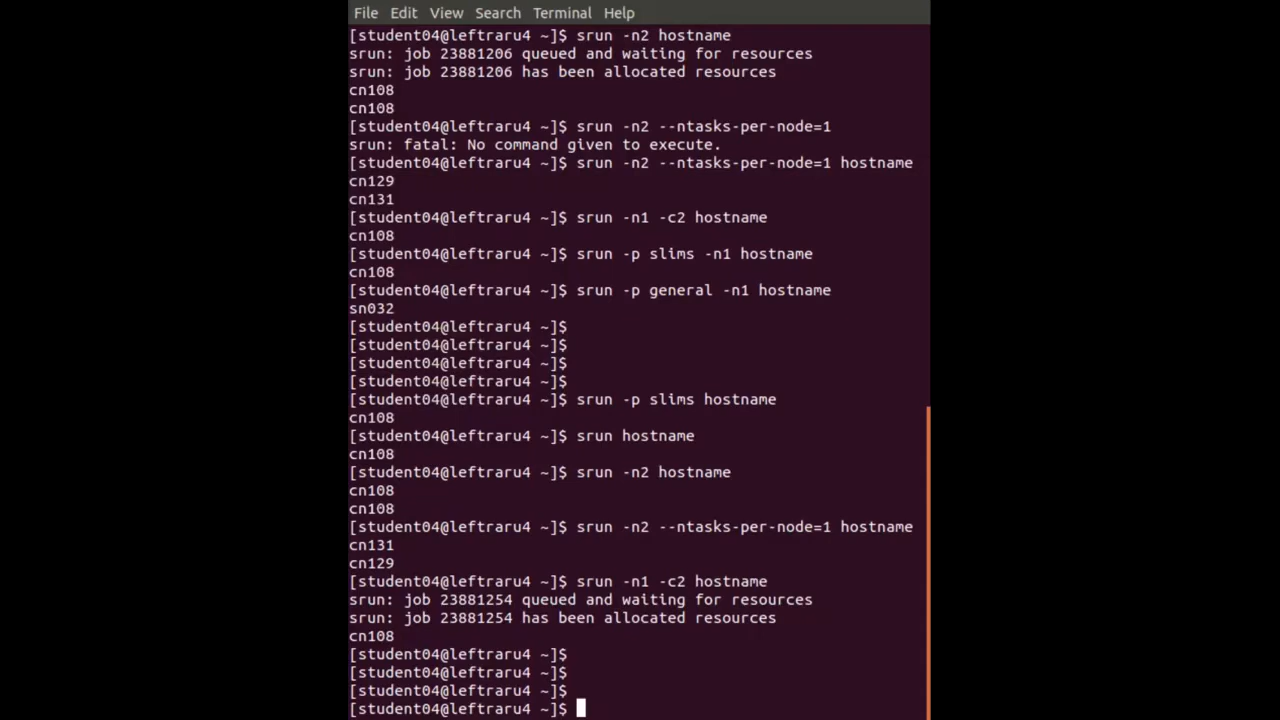 File Edit View Search Terminal Help
[student04@leftraru4 ~]$ srun -n2 hostname
srun: job 23881206 queued and waiting for resources
srun: job 23881206 has been allocated resources
cn108
cn108
[student04@leftraru4 ~]$ srun -n2 --ntasks-per-node=1
srun: fatal: No command given to execute.
[student04@leftraru4 ~]$ srun -n2 --ntasks-per-node=1 hostname
cn129
cn131
[student04@leftraru4 ~]$ srun -n1 -c2 hostname
cn108
[student04@leftraru4 ~]$ srun -p slims -n1 hostname
cn108
[student04@leftraru4 ~]$ srun -p general -n1 hostname
sn032
[student04@leftraru4 ~]$
[student04@leftraru4 ~]$
[student04@leftraru4 ~]$
[student04@leftraru4 ~]$
[student04@leftraru4 ~]$ srun -p slims hostname
cn108
[student04@leftraru4 ~]$ srun hostname
cn108
[student04@leftraru4 ~]$ srun -n2 hostname
cn108
cn108
[student04@leftraru4 ~]$ srun -n2 --ntasks-per-node=1 hostname
cn131
cn129
[student04@leftraru4 ~]$ srun -n1 -c2 hostname
srun: job 23881254 queued and waiting for resources
srun: job 23881254 has been allocated resources
cn108
[student04@leftraru4 ~]$
[student04@leftraru4 ~]$
[student04@leftraru4 ~]$
[student04@leftraru4 ~]$